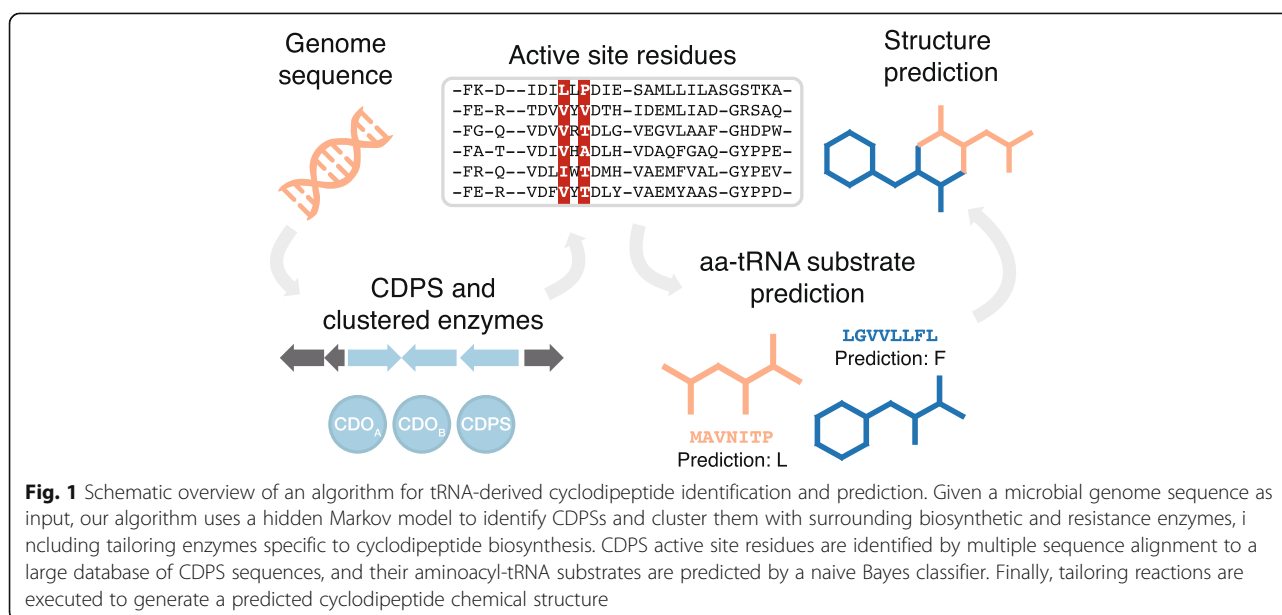 Genome
sequence
Active site residues
Structure
prediction
-FK-D--IDILLPDIE-SAMLLILASGSTKA-
-FE-R--TDVVYVDTH-IDEMLIAD-GRSAQ-
-FG-Q--VDVVRTDLG-VEGVLAAF-GHDPW-
-FA-T--VDIVHADLH-VDAQFGAQ-GYPPE-
-FR-Q--VDLIWTDMH-VAEMFVAL-GYPEV-
-FE-R--VDFVYTDLY-VAEMYAAS-GYPPD-
CDPS and
clustered enzymes
CDOA CDOB CDPS
aa-tRNA substrate
prediction
MAVNITP
Prediction: L
LGVVLLFL
Prediction: F
Fig. 1 Schematic overview of an algorithm for tRNA-derived cyclodipeptide identification and prediction. Given a microbial genome sequence as
input, our algorithm uses a hidden Markov model to identify CDPSs and cluster them with surrounding biosynthetic and resistance enzymes, i
ncluding tailoring enzymes specific to cyclodipeptide biosynthesis. CDPS active site residues are identified by multiple sequence alignment to a
large database of CDPS sequences, and their aminoacyl-tRNA substrates are predicted by a naive Bayes classifier. Finally, tailoring reactions are
executed to generate a predicted cyclodipeptide chemical structure